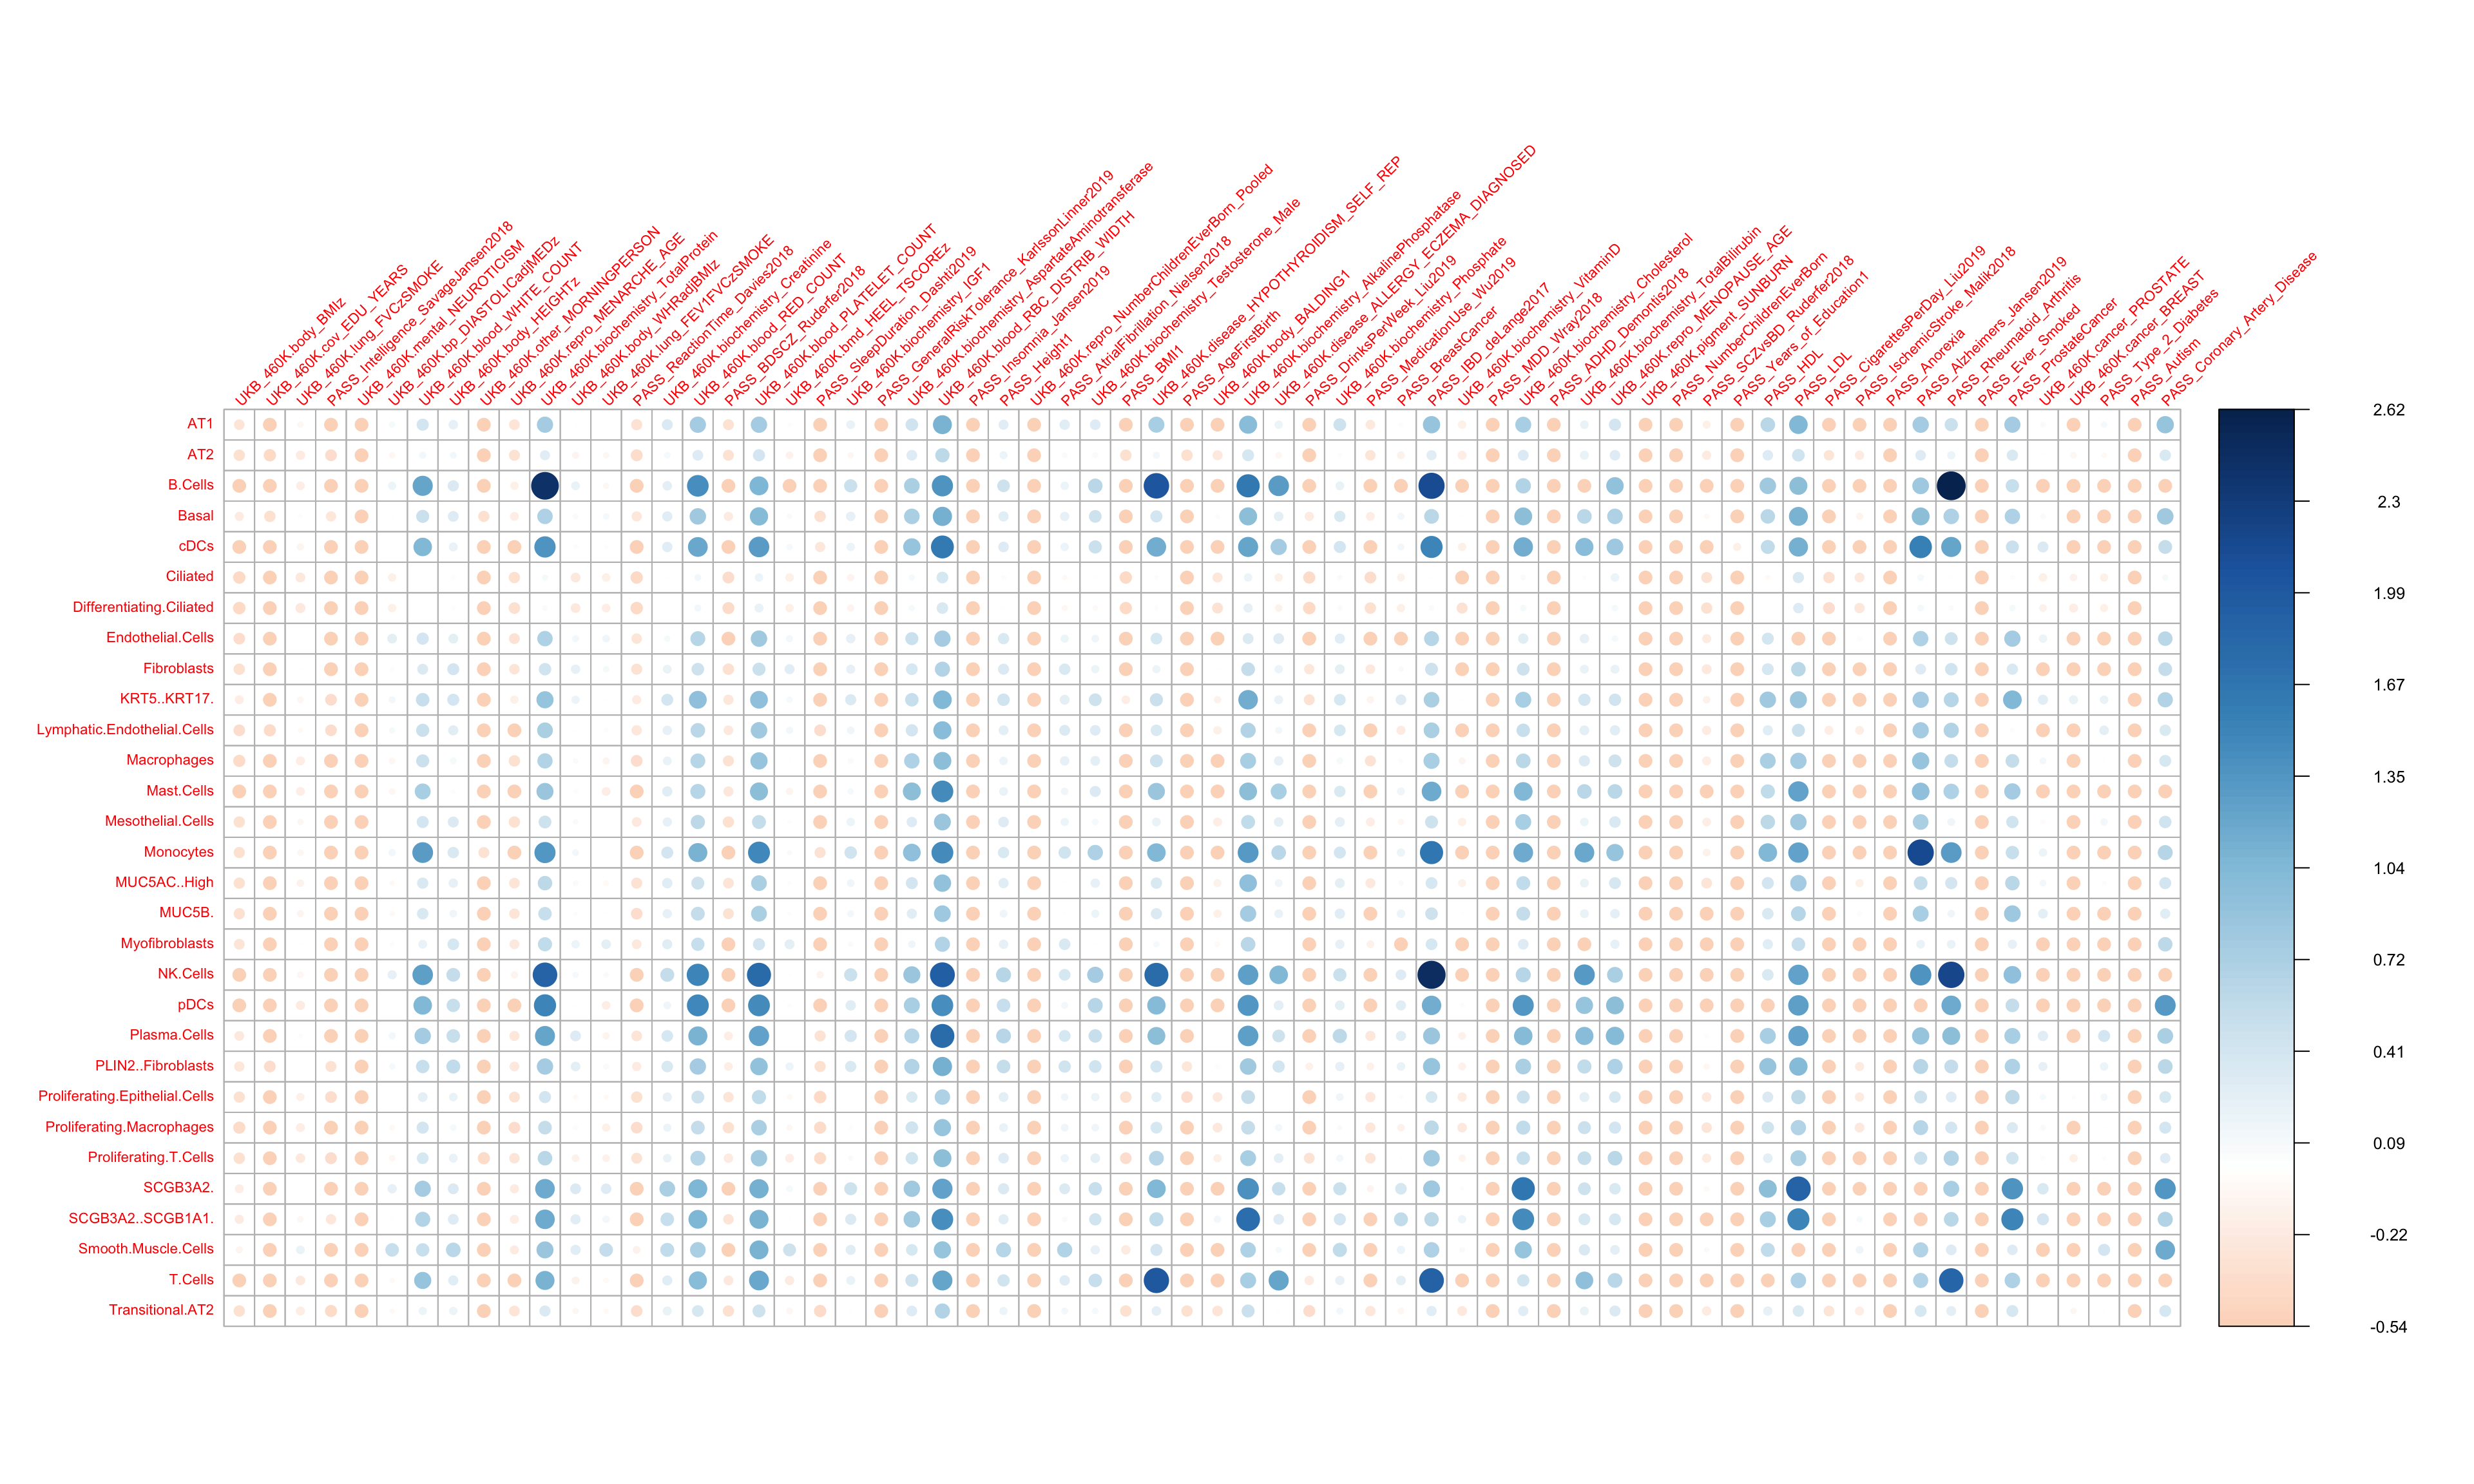 UKB_460K.body_BMIz
UKB_460K.cov_EDU_YEARS
UKB_460K.lung_FVCzSMOKE
PASS_Intelligence_SavageJansen2018
UKB_460K.mental_NEUROTICISM
UKB_460K.bp_DIASTOLICadjMEDz
UKB_460K.blood_WHITE_COUNT
UKB_460K.body_HEIGHTz
UKB_460K.other_MORNINGPERSON
UKB_460K.repro_MENARCHE_AGE
UKB_460K.biochemistry_TotalProtein
UKB_460K.body_WHRadjBMIz
UKB_460K.lung_FEV1FVCzSMOKE
PASS_ReactionTime_Davies2018
UKB_460K.biochemistry_Creatinine
UKB_460K.blood_RED_COUNT
PASS_BDSCZ_Ruderfer2018
UKB_460K.blood_PLATELET_COUNT
UKB_460K.bmd_HEEL_TSCOREz
PASS_SleepDuration_Dashti2019
UKB_460K.biochemistry_IGF1
PASS_GeneralRiskTolerance_KarlssonLinner2019
UKB_460K.biochemistry_AspartateAminotransferase
UKB_460K.blood_RBC_DISTRIB_WIDTH
PASS_Insomnia_Jansen2019
PASS_Height1
UKB_460K.repro_NumberChildrenEverBorn_Pooled
PASS_AtrialFibrillation_Nielsen2018
UKB_460K.biochemistry_Testosterone_Male
PASS_BMI1
UKB_460K.disease_HYPOTHYROIDISM_SELF_REP
PASS_AgeFirstBirth
UKB_460K.body_BALDING1
UKB_460K.biochemistry_AlkalinePhosphatase
UKB_460K.disease_ALLERGY_ECZEMA_DIAGNOSED
PASS_DrinksPerWeek_Liu2019
UKB_460K.biochemistry_Phosphate
PASS_MedicationUse_Wu2019
PASS_BreastCancer
PASS_IBD_deLange2017
UKB_460K.biochemistry_VitaminD
PASS_MDD_Wray2018
UKB_460K.biochemistry_Cholesterol
PASS_ADHD_Demontis2018
UKB_460K.biochemistry_TotalBilirubin
UKB_460K.repro_MENOPAUSE_AGE
UKB_460K.pigment_SUNBURN
PASS_NumberChildrenEverBorn
PASS_SCZvsBD_Ruderfer2018
PASS_Years_of_Education1
PASS_HDL
PASS_LDL
PASS_CigarettesPerDay_Liu2019
PASS_IschemicStroke_Malik2018
PASS_Anorexia
PASS_Alzheimers_Jansen2019
PASS_Rheumatoid_Arthritis
PASS_Ever_Smoked
PASS_ProstateCancer
UKB_460K.cancer_PROSTATE
UKB_460K.cancer_BREAST
PASS_Type_2_Diabetes
PASS_Autism
PASS_Coronary_Artery_Disease
AT1
AT2
B.Cells
Basal
cDCs
Ciliated
Differentiating.Ciliated
Endothelial.Cells
Fibroblasts
KRT5..KRT17.
Lymphatic.Endothelial.Cells
Macrophages
Mast.Cells
Mesothelial.Cells
Monocytes
MUC5AC..High
MUC5B.
Myofibroblasts
NK.Cells
pDCs
Plasma.Cells
PLIN2..Fibroblasts
Proliferating.Epithelial.Cells
Proliferating.Macrophages
Proliferating.T.Cells
SCGB3A2.
SCGB3A2..SCGB1A1.
Smooth.Muscle.Cells
T.Cells
Transitional.AT2
2.62
2.3
1.99
1.67
1.35
1.04
0.72
0.41
0.09
-0.22
-0.54